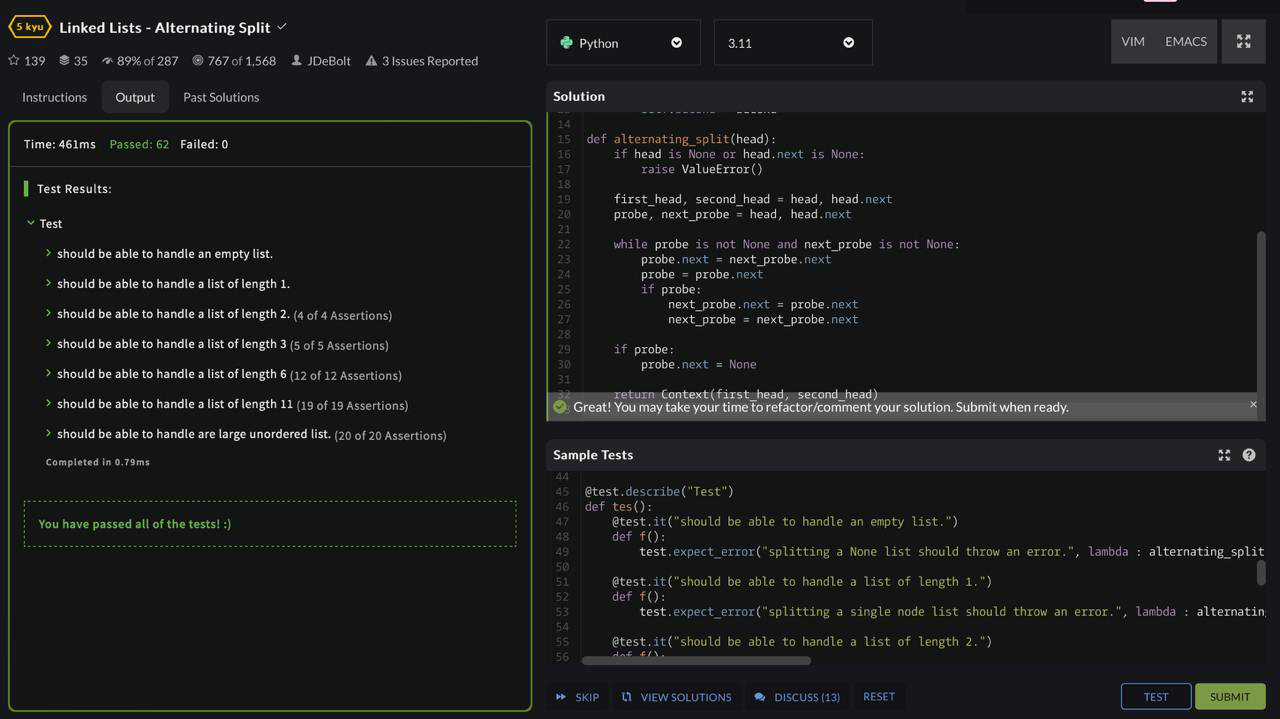 5 kyu Linked Lists - Alternating Split
139 35 89% of 287 767 of 1,568 JDeBolt 3 Issues Reported
Instructions Output Past Solutions
Time: 461ms Passed: 62 Failed: 0
Test Results:
Test
should be able to handle an empty list.
should be able to handle a list of length 1.
should be able to handle a list of length 2. (4 of 4 Assertions)
should be able to handle a list of length 3 (5 of 5 Assertions)
should be able to handle a list of length 6 (12 of 12 Assertions)
should be able to handle a list of length 11 (19 of 19 Assertions)
should be able to handle are large unordered list. (20 of 20 Assertions)
Completed in 0.79ms
You have passed all of the tests! :)
Python 3.11 VIM EMACS
Solution
14
15 def alternating_split(head):
16 if head is None or head.next is None:
17 raise ValueError()
18
19 first_head, second_head = head, head.next
20 probe, next_probe = head, head.next
21
22 while probe is not None and next_probe is not None:
23 probe.next = next_probe.next
24 probe = probe.next
25 if probe:
26 next_probe.next = probe.next
27 next_probe = next_probe.next
28
29 if probe:
30 probe.next = None
31
32 return Context(first_head, second_head)
Great! You may take your time to refactor/comment your solution. Submit when ready.
Sample Tests
44
45 @test.describe("Test")
46 def tes():
47 @test.it("should be able to handle an empty list.")
48 def f():
49 test.expect_error("splitting a None list should throw an error.", lambda : alternating_split
50
51 @test.it("should be able to handle a list of length 1.")
52 def f():
53 test.expect_error("splitting a single node list should throw an error.", lambda : alternatin
54
55 @test.it("should be able to handle a list of length 2.")
56 def f():
SKIP VIEW SOLUTIONS DISCUSS (13) RESET TEST SUBMIT